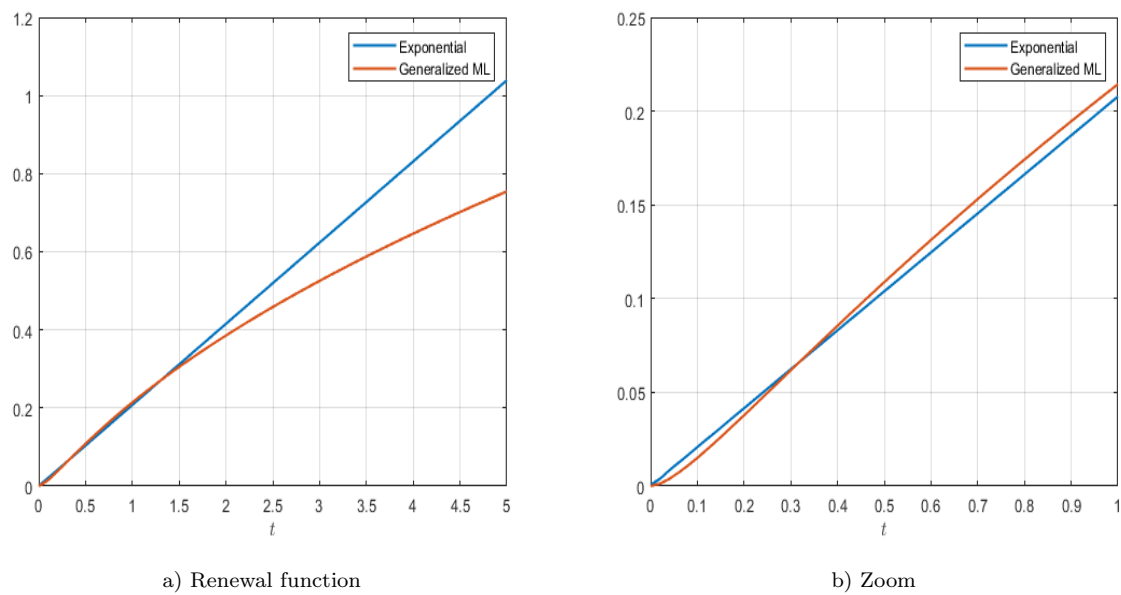 1.2
1
0.8
0.6
0.4
0.2
0
0 0.5 1 1.5 2 2.5 3 3.5 4 4.5 5
t
Exponential
Generalized ML
a) Renewal function
0.25
0.2
0.15
0.1
0.05
0
0 0.1 0.2 0.3 0.4 0.5 0.6 0.7 0.8 0.9 1
t
Exponential
Generalized ML
b) Zoom